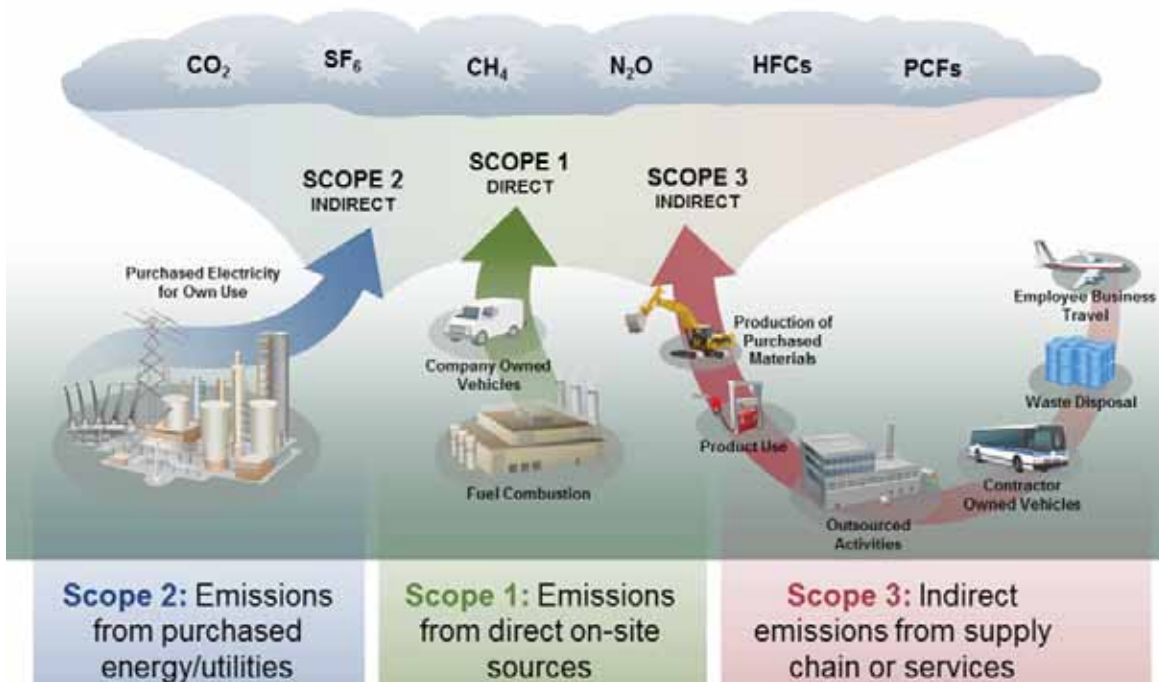 CO₂
SF₆
CH₄
N₂O
HFCs
PCFs
SCOPE 2
INDIRECT
SCOPE 1
DIRECT
SCOPE 3
INDIRECT
Purchased Electricity
for Own Use
Company Owned
Vehicles
Fuel Combustion
Production of
Purchased
Materials
Product Use
Outsourced
Activities
Contractor
Owned Vehicles
Waste Disposal
Employee Business
Travel
Scope 2: Emissions
from purchased
energy/utilities
Scope 1: Emissions
from direct on-site
sources
Scope 3: Indirect
emissions from supply
chain or services